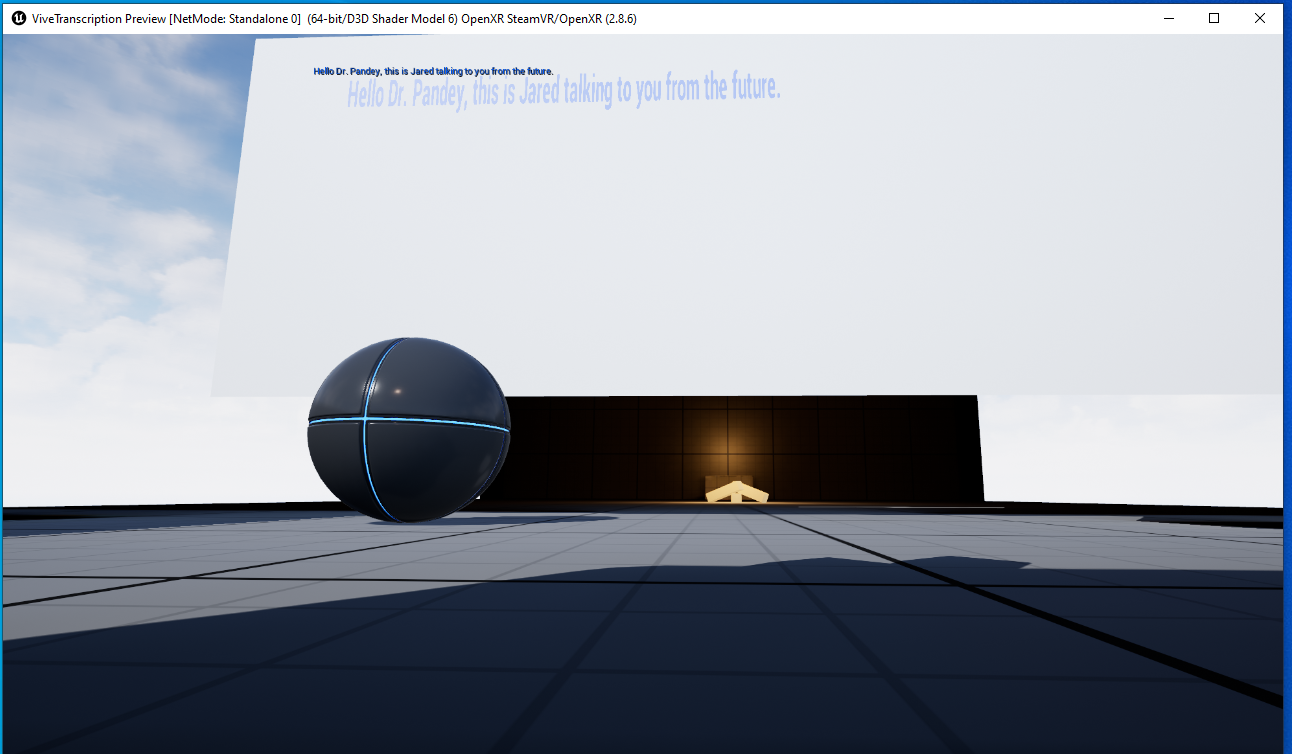 ViveTranscription Preview [NetMode: Standalone 0] (64-bit/D3D Shader Model 6) OpenXR SteamVR/OpenXR (2.8.6)
Hello Dr. Pandey, this is Jared talking to you from the future.
Hello Dr. Pandey, this is Jared talking to you from the future.